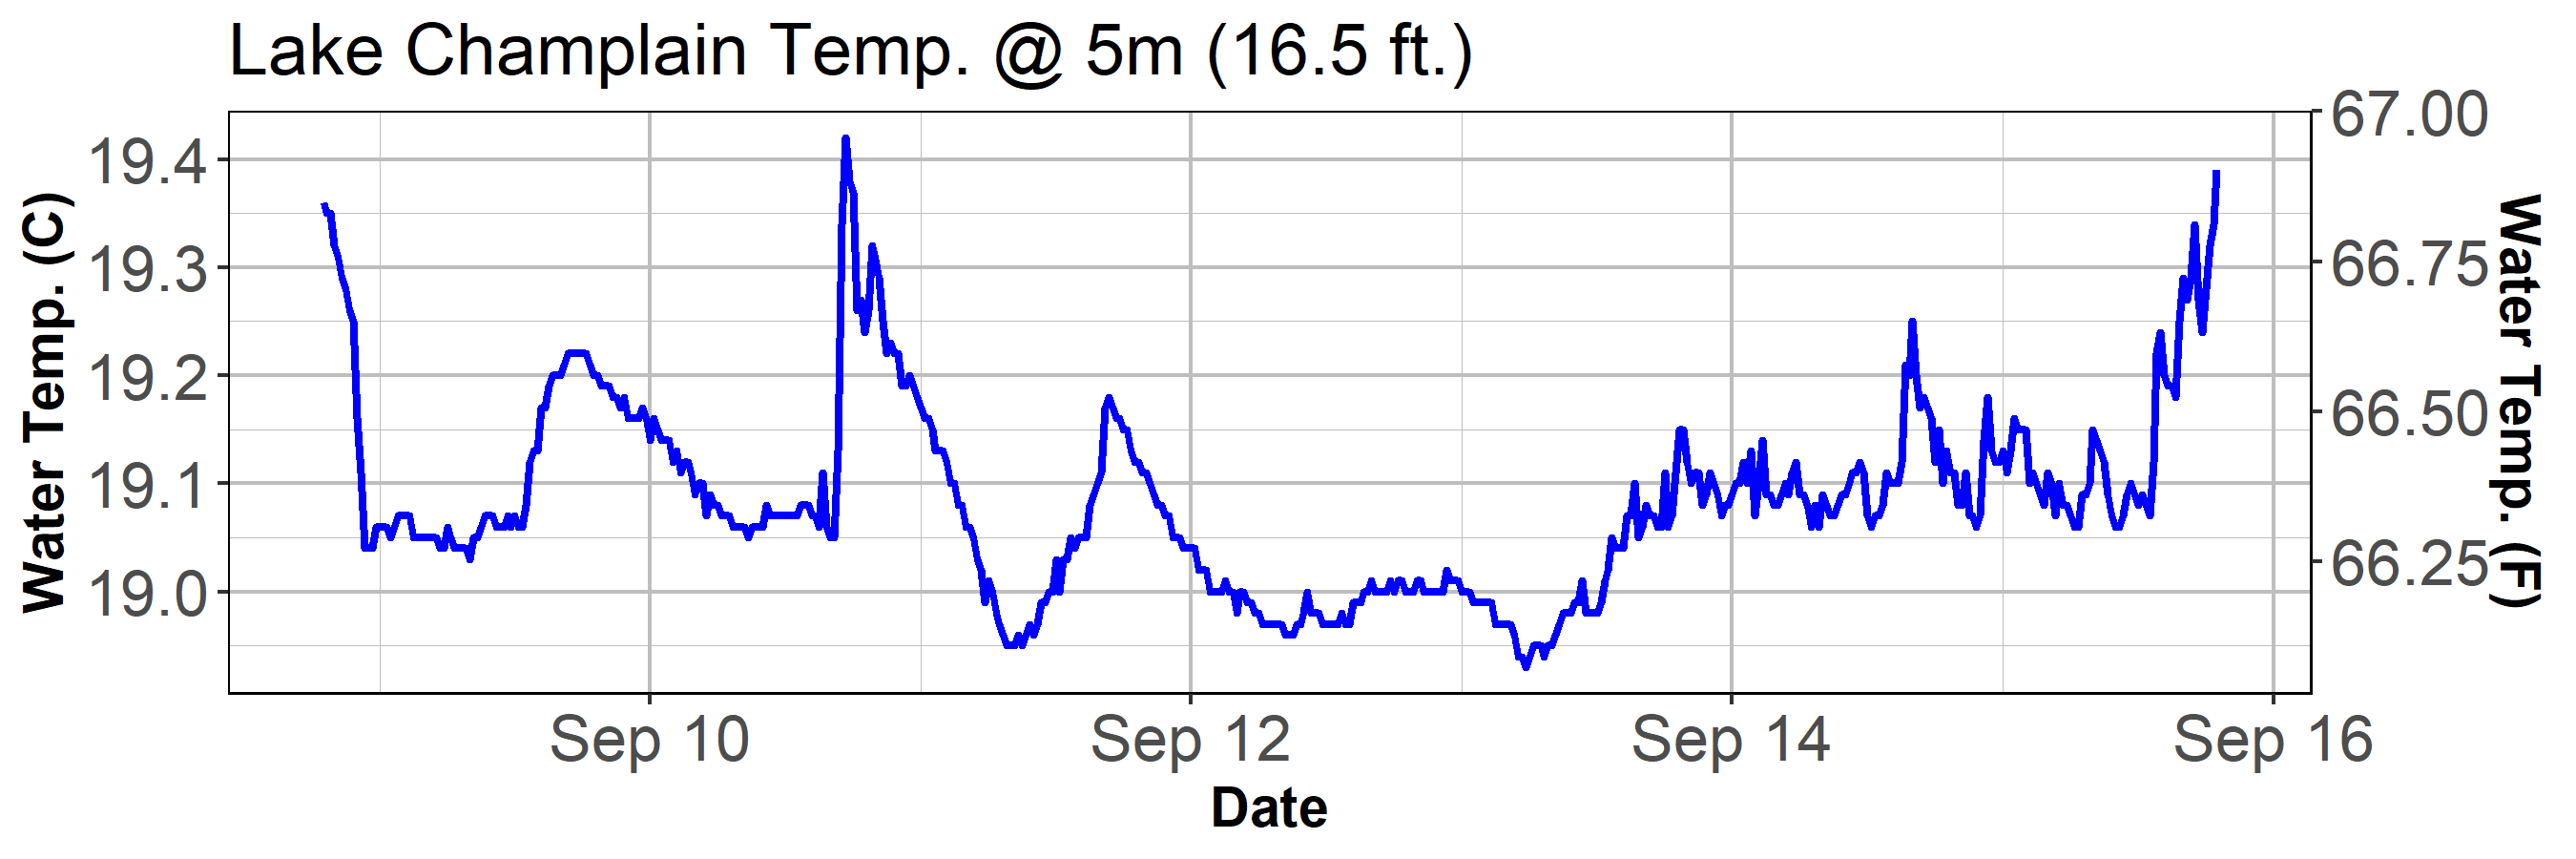 Lake Champlain Temp. @ 5m (16.5 ft.)
Water Temp. (C)
19.4
19.3
19.2
19.1
19.0
67.00
66.75
66.50
66.25
Water Temp. (F)
Sep 10
Sep 12
Sep 14
Sep 16
Date